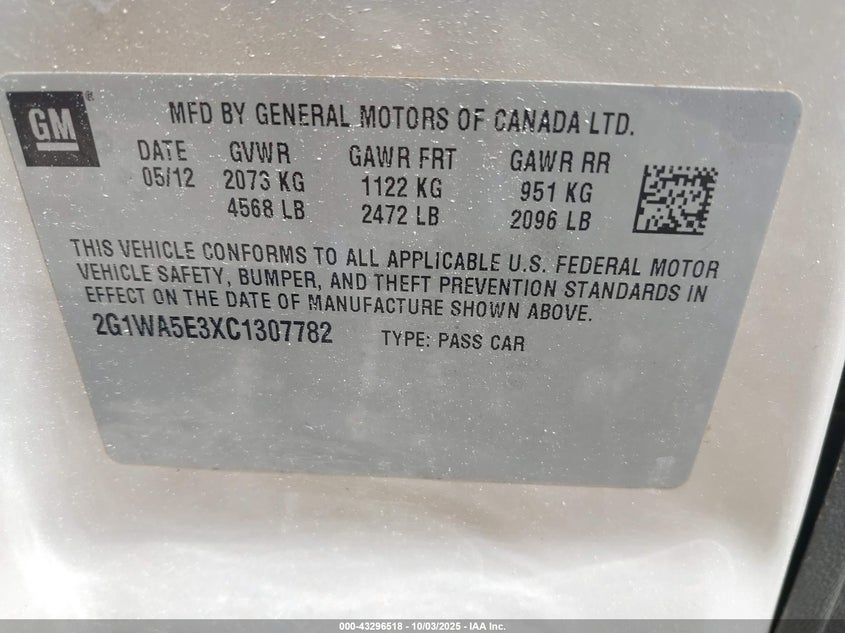 GM ®
MFD BY GENERAL MOTORS OF CANADA LTD.
DATE GVWR GAWR FRT GAWR RR
05/12 2073 KG 1122 KG 951 KG
4568 LB 2472 LB 2096 LB
THIS VEHICLE CONFORMS TO ALL APPLICABLE U.S. FEDERAL MOTOR
VEHICLE SAFETY, BUMPER, AND THEFT PREVENTION STANDARDS IN
EFFECT ON THE DATE OF MANUFACTURE SHOWN ABOVE.
2G1WA5E3XC1307782 TYPE: PASS CAR
000-43296518 - 10/03/2025 - IAA Inc.